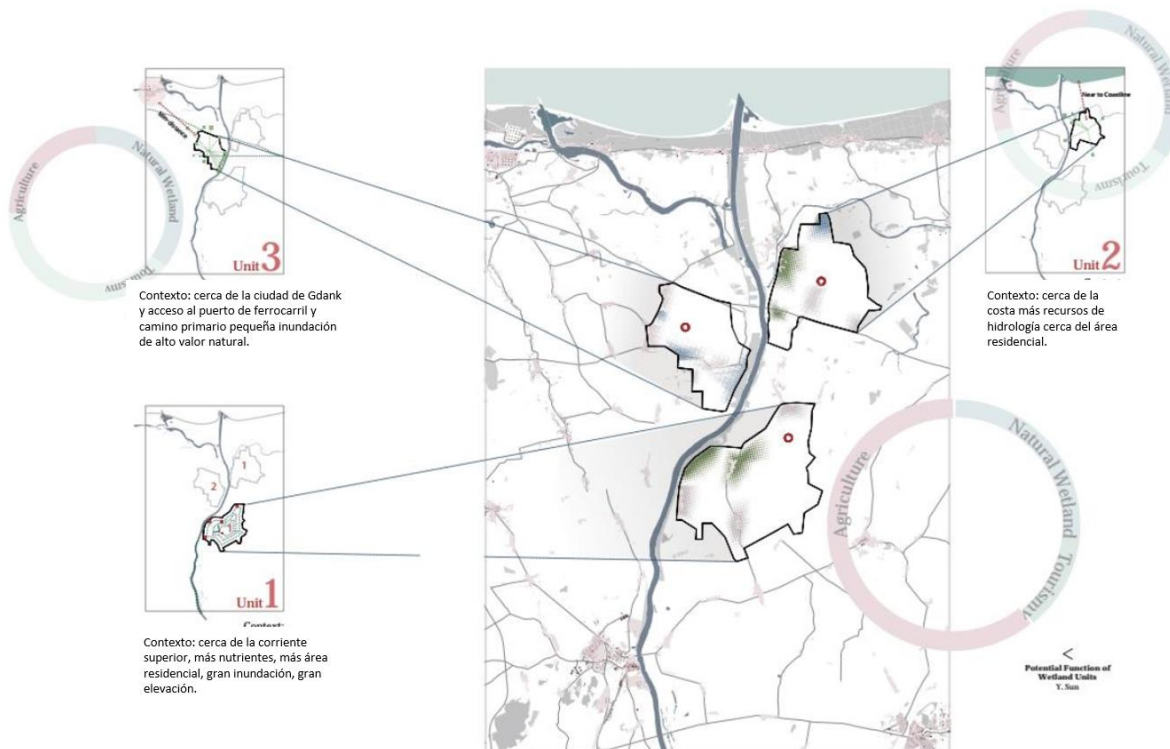 Agriculture
Natural Wetland
Unit 3
Contexto: cerca de la ciudad de Gdank
y acceso al puerto de ferrocarril y
camino primario pequeña inundación
de alto valor natural.
Agriculture
Natural Wetland
Tourismv
Near to Coastline
Unit 2
Contexto: cerca de la
costa más recursos de
hidrología cerca del área
residencial.
1
2
Unit 1
Context:
Contexto: cerca de la corriente
superior, más nutrientes, más área
residencial, gran inundación, gran
elevación.
Agriculture
Natural Wetland
Tourismv
<
Potential Function of
Wetland Units
Y. Sun